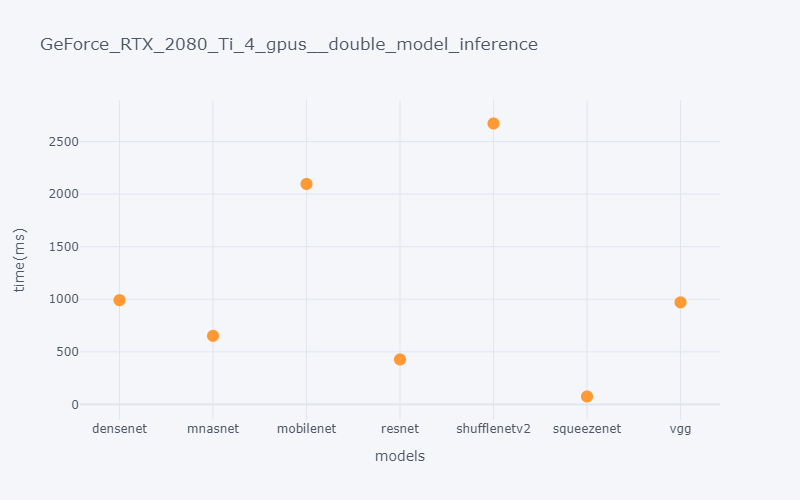 GeForce_RTX_2080_Ti_4_gpus__double_model_inference
time(ms)
2500
2000
1500
1000
500
0
densenet mnasnet mobilenet resnet shufflenetv2 squeezenet vgg
models